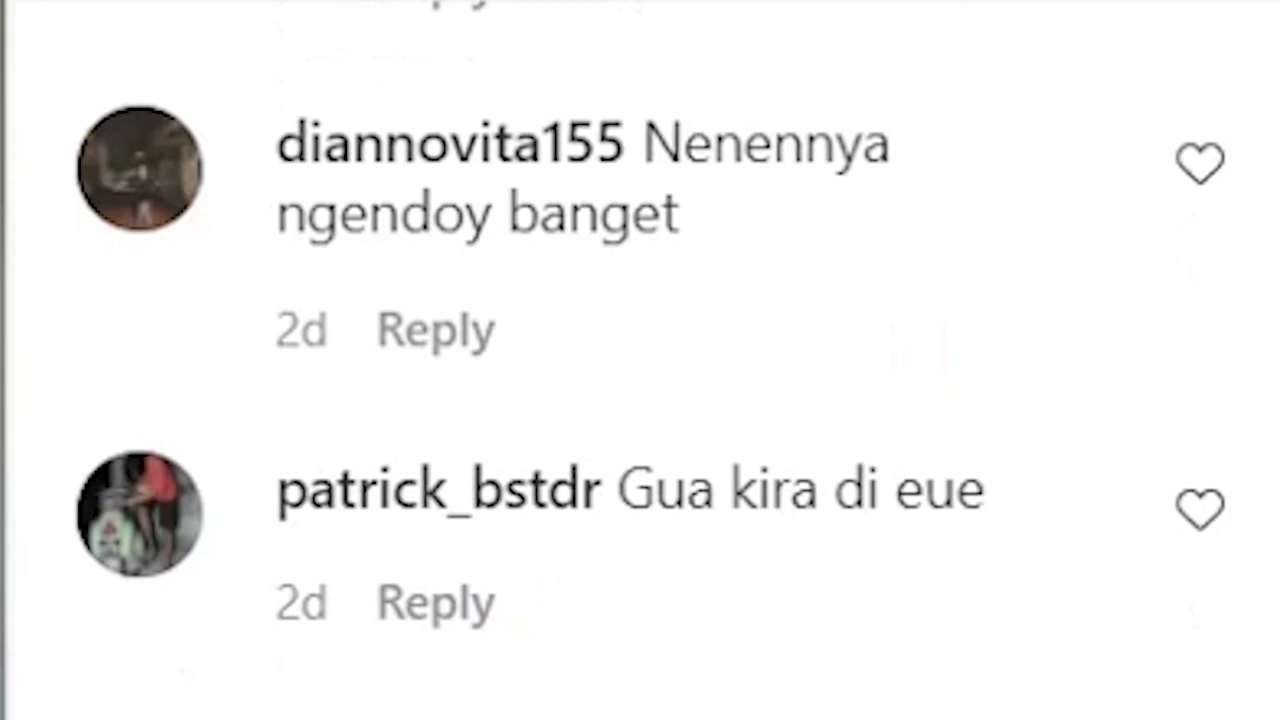 diannovita155 Nenennya
ngendoy banget
2d Reply
patrick_bstdr Gua kira di eue
2d Reply